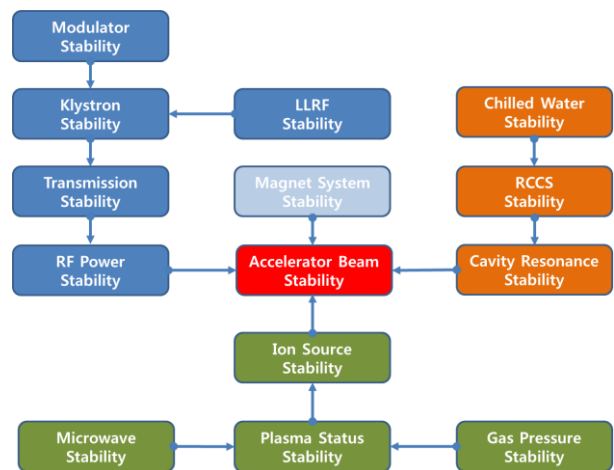 Modulator
Stability
Klystron
Stability
LLRF
Stability
Chilled Water
Stability
Transmission
Stability
Magnet System
Stability
RCCS
Stability
RF Power
Stability
Accelerator Beam
Stability
Cavity Resonance
Stability
Ion Source
Stability
Microwave
Stability
Plasma Status
Stability
Gas Pressure
Stability